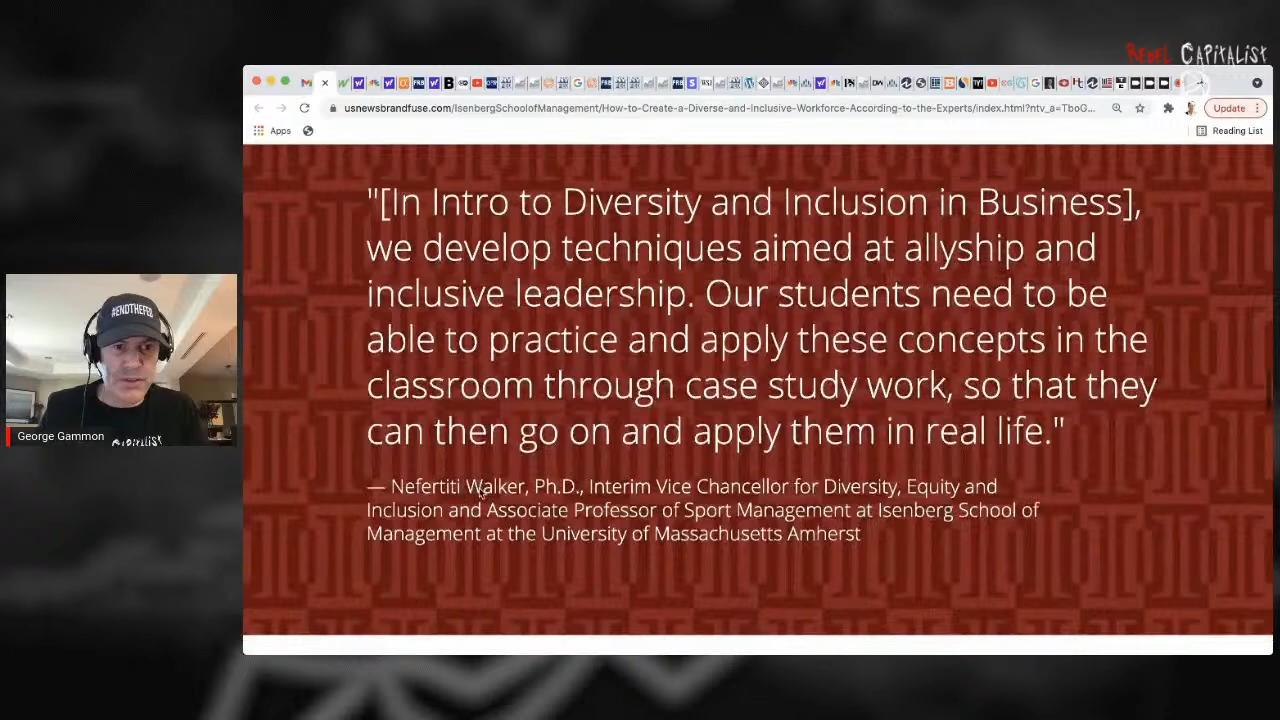 REBEL CAPITALIST
usnewsbrandfuse.com/IsenbergSchoolofManagement/How-to-Create-a-Diverse-and-Inclusive-Workforce-According-to-the-Experts/index.html?ntv_a=TboG...
Update
Apps
Reading List
"[In Intro to Diversity and Inclusion in Business],
we develop techniques aimed at allyship and
inclusive leadership. Our students need to be
able to practice and apply these concepts in the
classroom through case study work, so that they
can then go on and apply them in real life."
— Nefertiti Walker, Ph.D., Interim Vice Chancellor for Diversity, Equity and
Inclusion and Associate Professor of Sport Management at Isenberg School of
Management at the University of Massachusetts Amherst
#ENDTHEFED
George Gammon